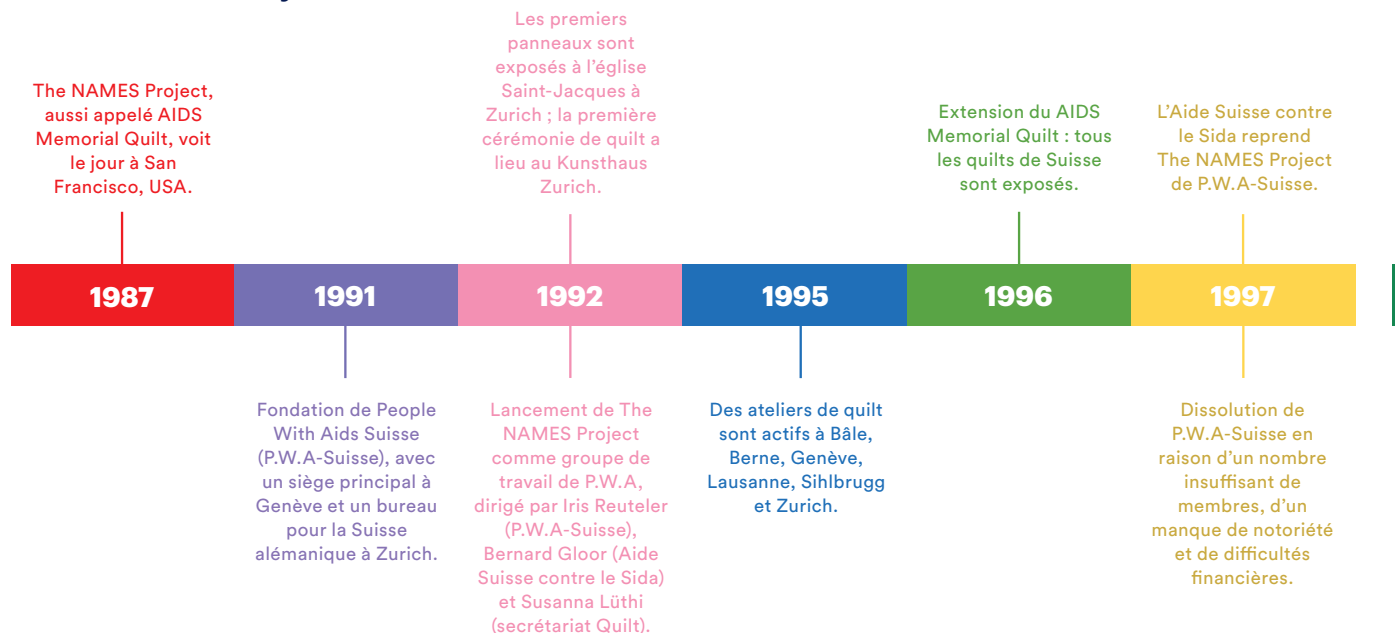 The NAMES Project,
aussi appelé AIDS
Memorial Quilt, voit
le jour à San
Francisco, USA.
Les premiers
panneaux sont
exposés à l'église
Saint-Jacques à
Zurich ; la première
cérémonie de quilt a
lieu au Kunsthaus
Zurich.
Extension du AIDS
Memorial Quilt : tous
les quilts de Suisse
sont exposés.
L'Aide Suisse contre
le Sida reprend
The NAMES Project
de P.W.A-Suisse.
1987
1991
1992
1995
1996
1997
Fondation de People
With Aids Suisse
(P.W.A-Suisse), avec
un siège principal à
Genève et un bureau
pour la Suisse
alémanique à Zurich.
Lancement de The
NAMES Project
comme groupe de
travail de P.W.A,
dirigé par Iris Reuteler
(P.W.A-Suisse),
Bernard Gloor (Aide
Suisse contre le Sida)
et Susanna Lüthi
(secrétariat Quilt).
Des ateliers de quilt
sont actifs à Bâle,
Berne, Genève,
Lausanne, Sihlbrugg
et Zurich.
Dissolution de
P.W.A-Suisse en
raison d'un nombre
insuffisant de
membres, d'un
manque de notoriété
et de difficultés
financières.